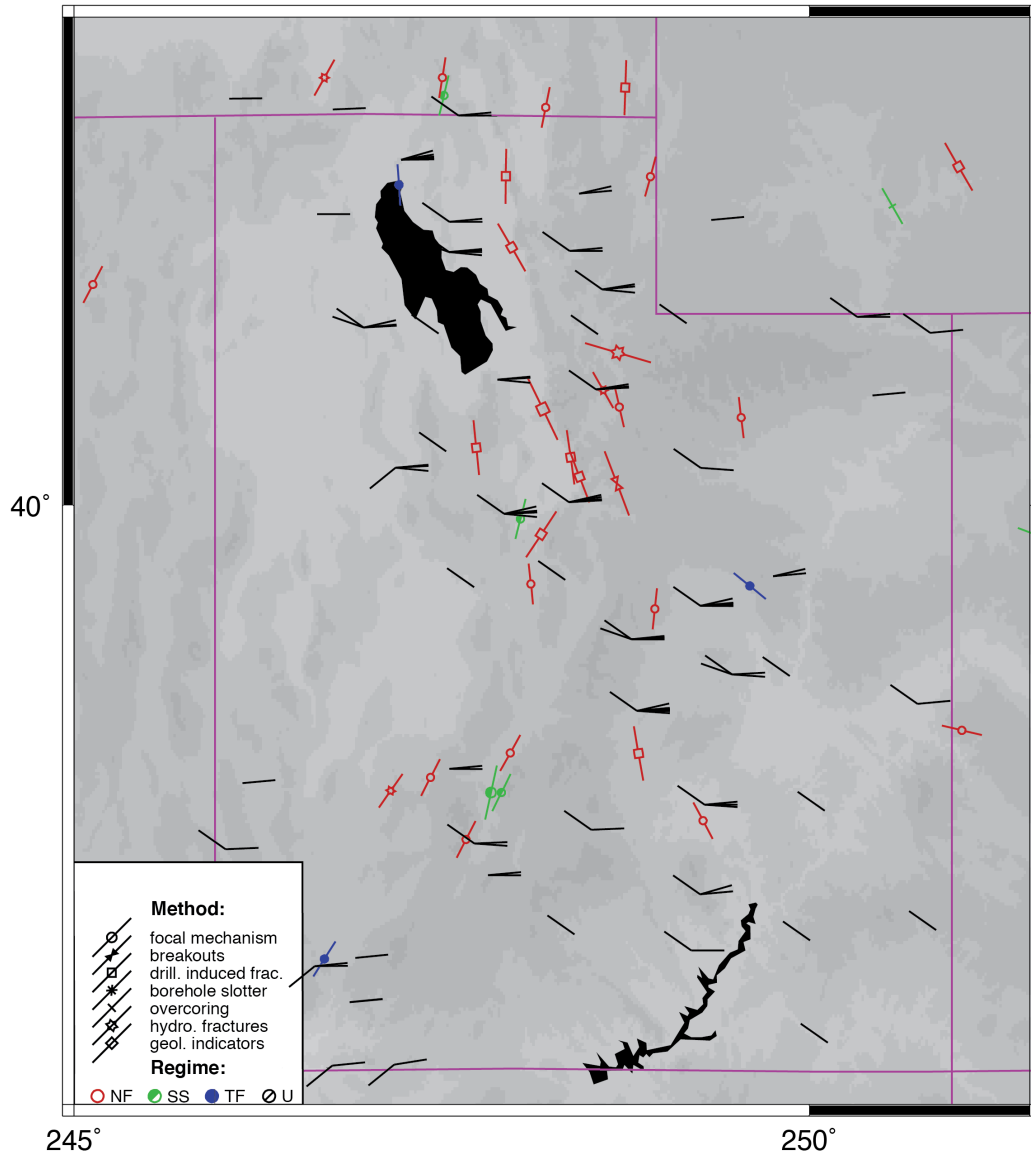 40°
Method:
focal mechanism
breakouts
drill. induced frac.
borehole slotter
overcoring
hydro. fractures
geol. indicators
Regime:
NF SS TF U
245° 250°